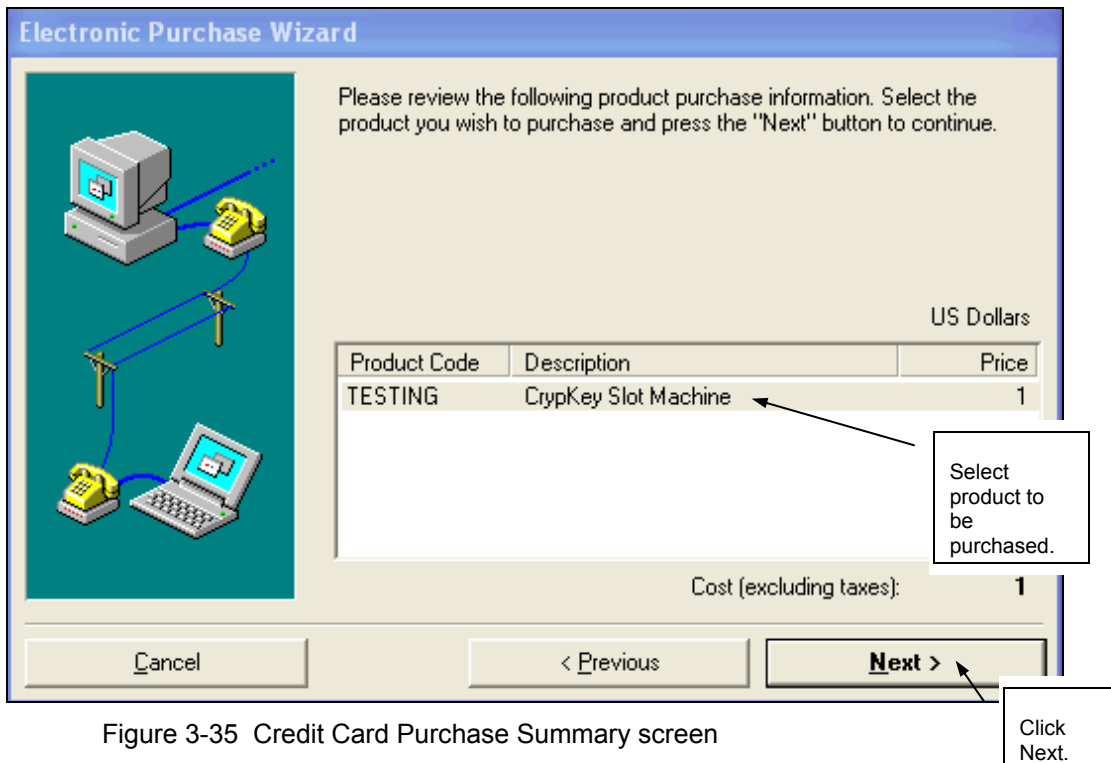 Electronic Purchase Wizard
Please review the following product purchase information. Select the
product you wish to purchase and press the "Next" button to continue.
US Dollars
Product Code Description Price
TESTING CrypKey Slot Machine 1
Select
product to
be
purchased.
Cost (excluding taxes): 1
Cancel < Previous Next >
Click
Next.
Figure 3-35 Credit Card Purchase Summary screen